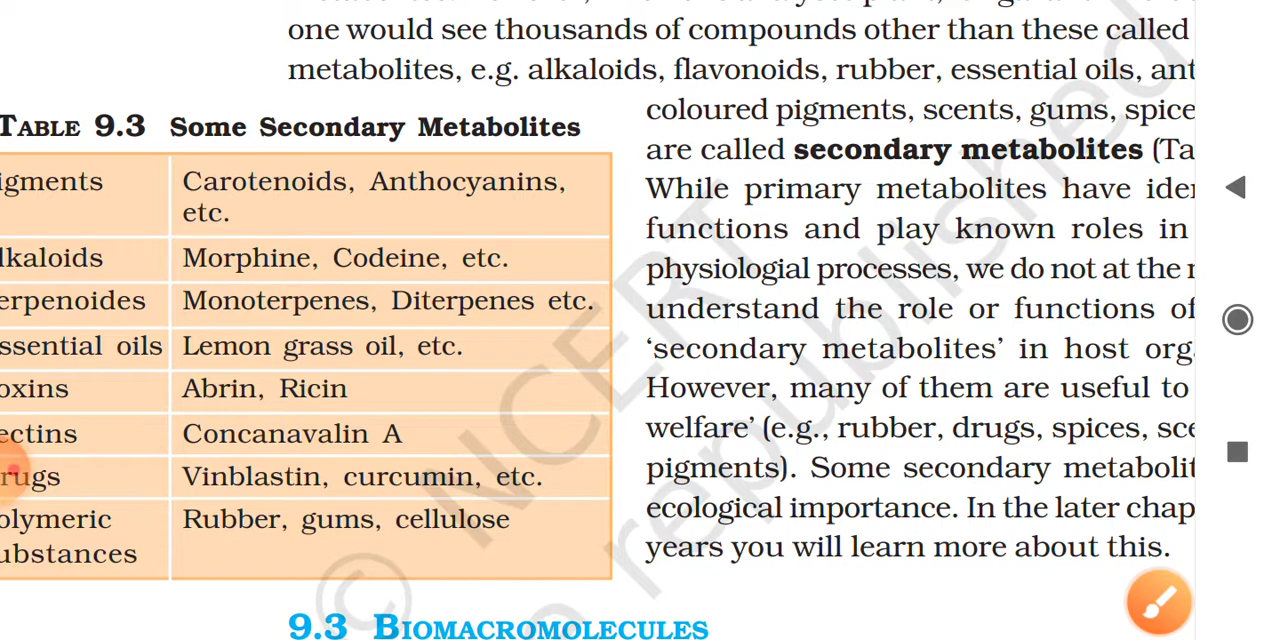 one would see thousands of compounds other than these called
metabolites, e.g. alkaloids, flavonoids, rubber, essential oils, ant
coloured pigments, scents, gums, spice
are called secondary metabolites (Ta
While primary metabolites have iden
functions and play known roles in
physiologial processes, we do not at the
understand the role or functions of
‘secondary metabolites’ in host orga
However, many of them are useful to
welfare’ (e.g., rubber, drugs, spices, sce
pigments). Some secondary metabolit
ecological importance. In the later chap
years you will learn more about this.
TABLE 9.3 Some Secondary Metabolites
igments Carotenoids, Anthocyanins,
etc.
lkaloids Morphine, Codeine, etc.
erpenoides Monoterpenes, Diterpenes etc.
ssential oils Lemon grass oil, etc.
oxins Abrin, Ricin
ectins Concanavalin A
rugs Vinblastin, curcumin, etc.
olymeric Rubber, gums, cellulose
ubstances
9.3 BIOMACROMOLECULES
© NCERT
republished